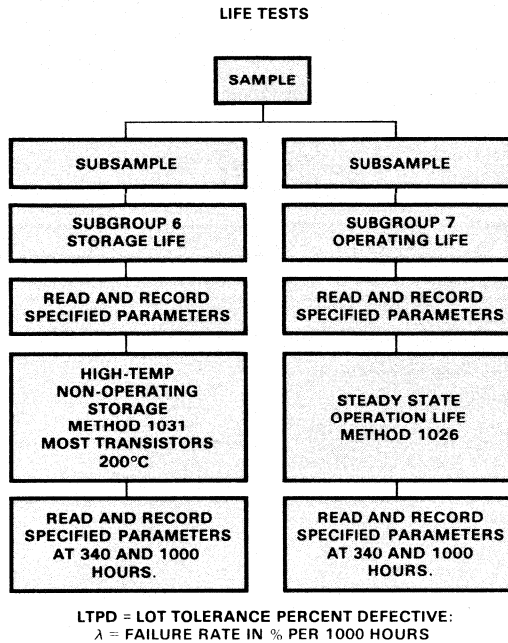 LIFE TESTS
SAMPLE
SUBSAMPLE
SUBGROUP 6
STORAGE LIFE
READ AND RECORD
SPECIFIED PARAMETERS
HIGH-TEMP
NON-OPERATING
STORAGE
METHOD 1031
MOST TRANSISTORS
200°C
READ AND RECORD
SPECIFIED PARAMETERS
AT 340 AND 1000
HOURS.
SUBSAMPLE
SUBGROUP 7
OPERATING LIFE
READ AND RECORD
SPECIFIED PARAMETERS
STEADY STATE
OPERATION LIFE
METHOD 1026
READ AND RECORD
SPECIFIED PARAMETERS
AT 340 AND 1000
HOURS.
LTPD = LOT TOLERANCE PERCENT DEFECTIVE:
λ = FAILURE RATE IN % PER 1000 HOURS